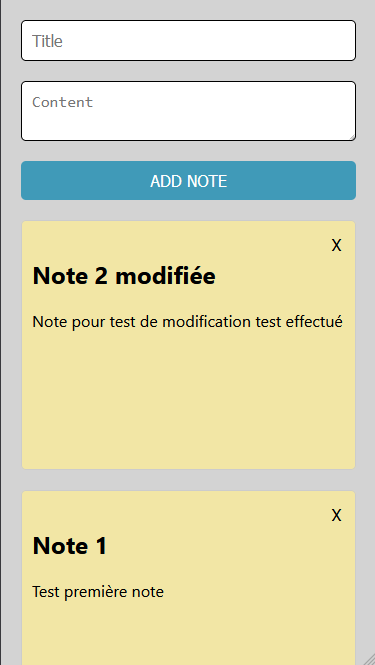 Title
Content
ADD NOTE
X
Note 2 modifiée
Note pour test de modification test effectué
X
Note 1
Test première note